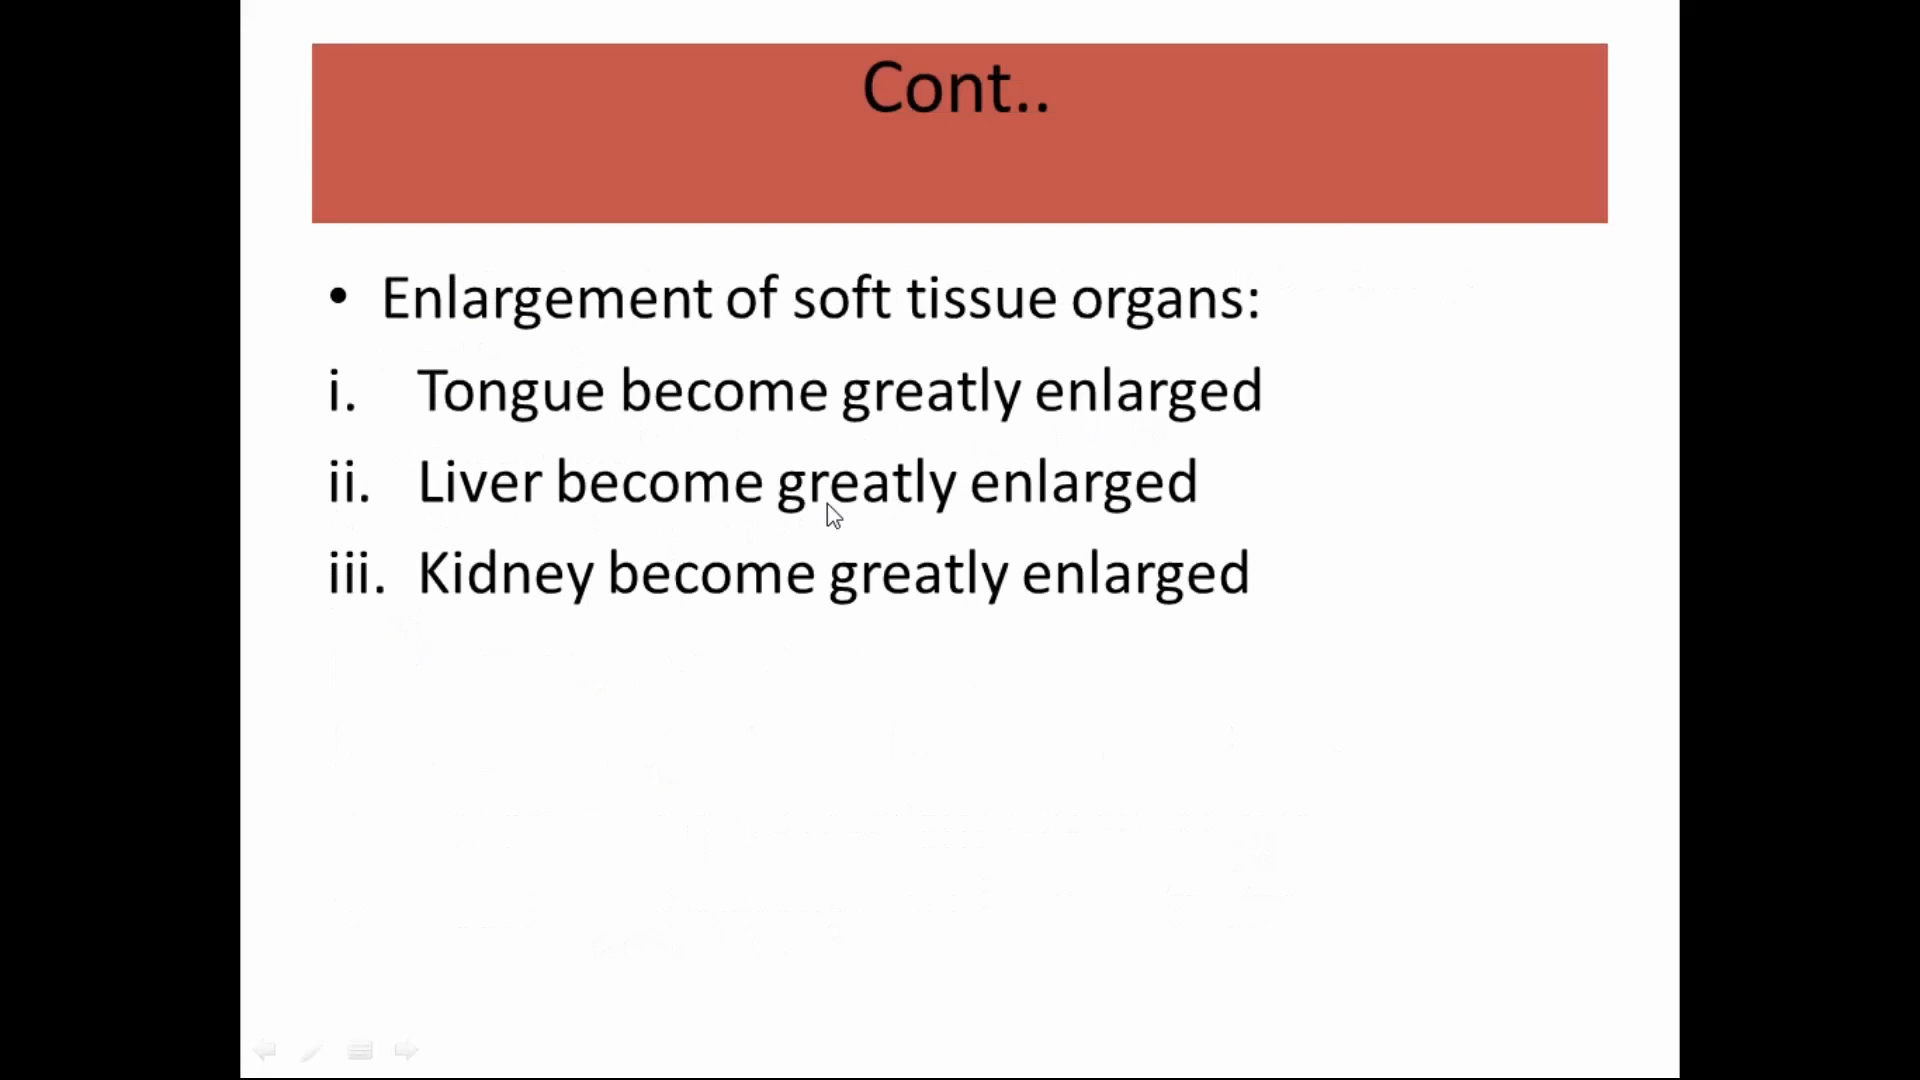 Cont..
• Enlargement of soft tissue organs:
i. Tongue become greatly enlarged
ii. Liver become greatly enlarged
iii. Kidney become greatly enlarged